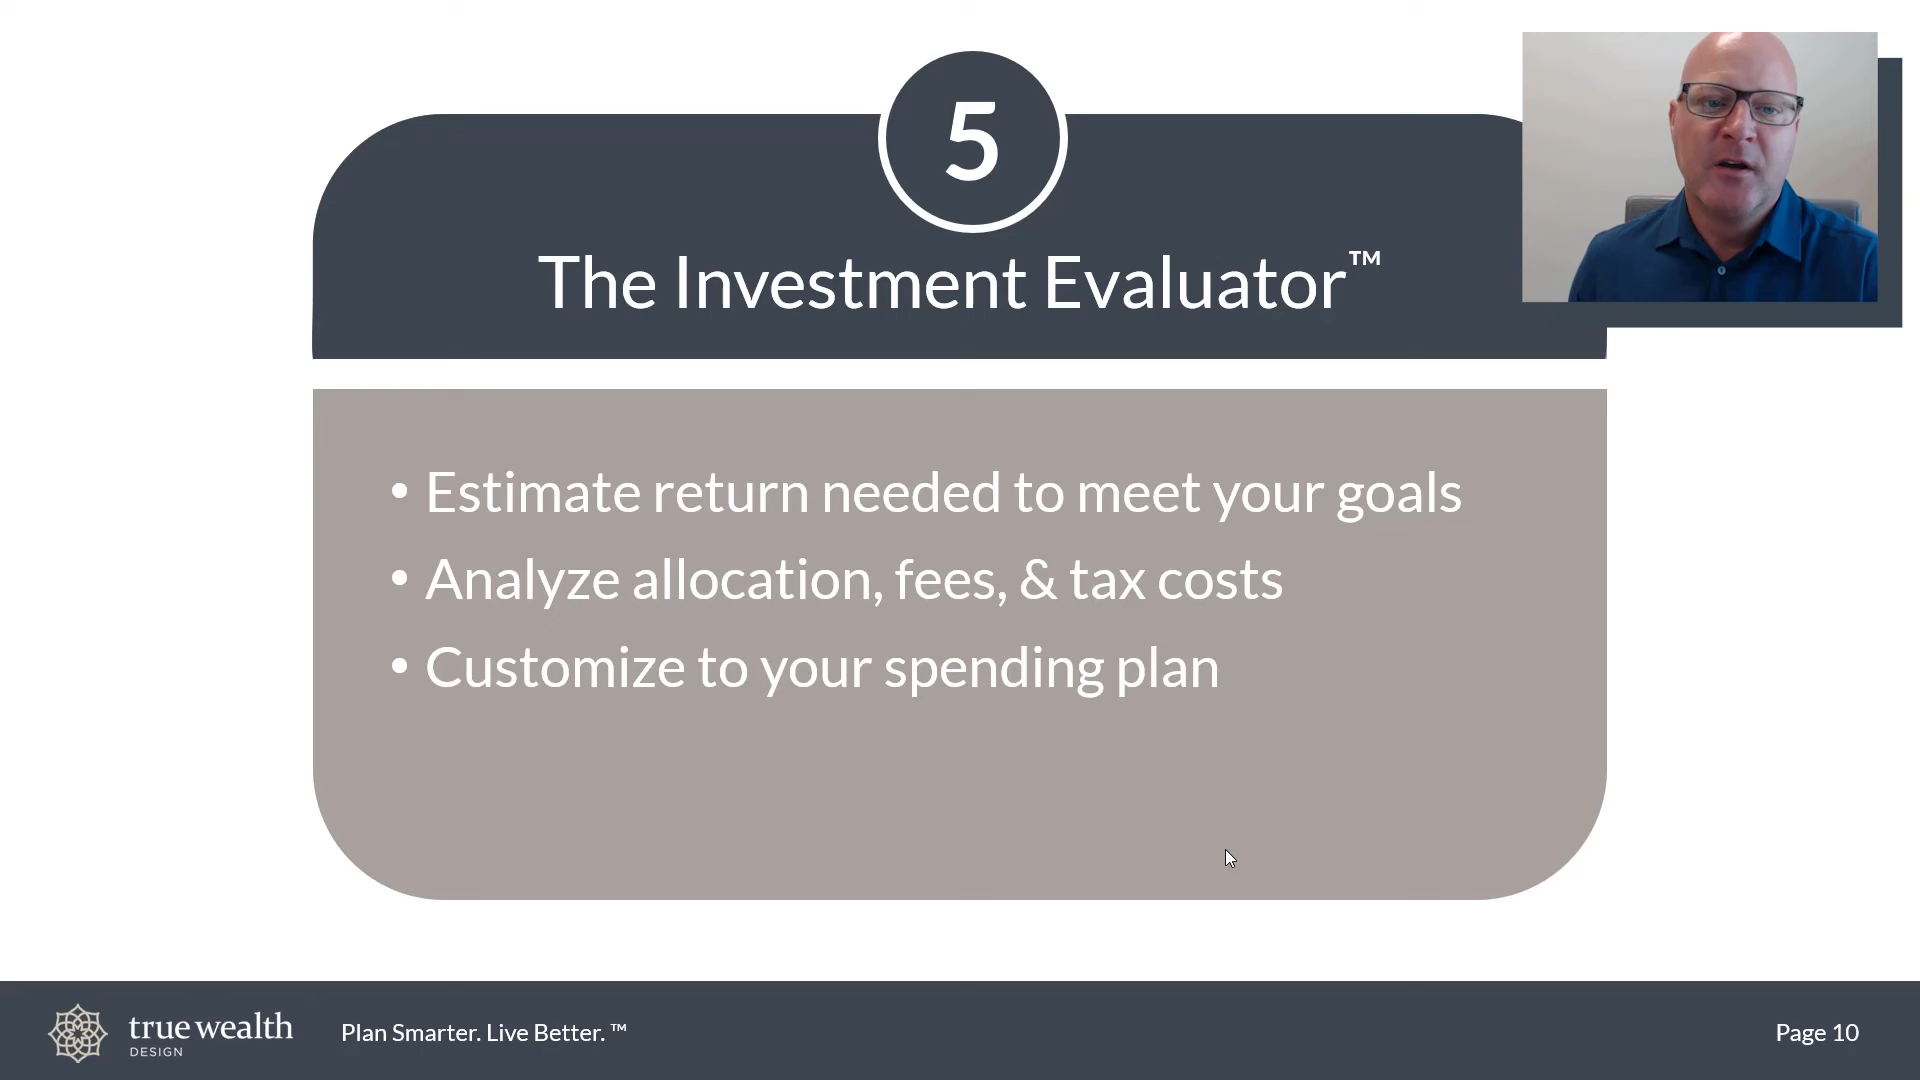 5
The Investment Evaluator™
• Estimate return needed to meet your goals
• Analyze allocation, fees, & tax costs
• Customize to your spending plan
true wealth
DESIGN
Plan Smarter. Live Better. ™
Page 10